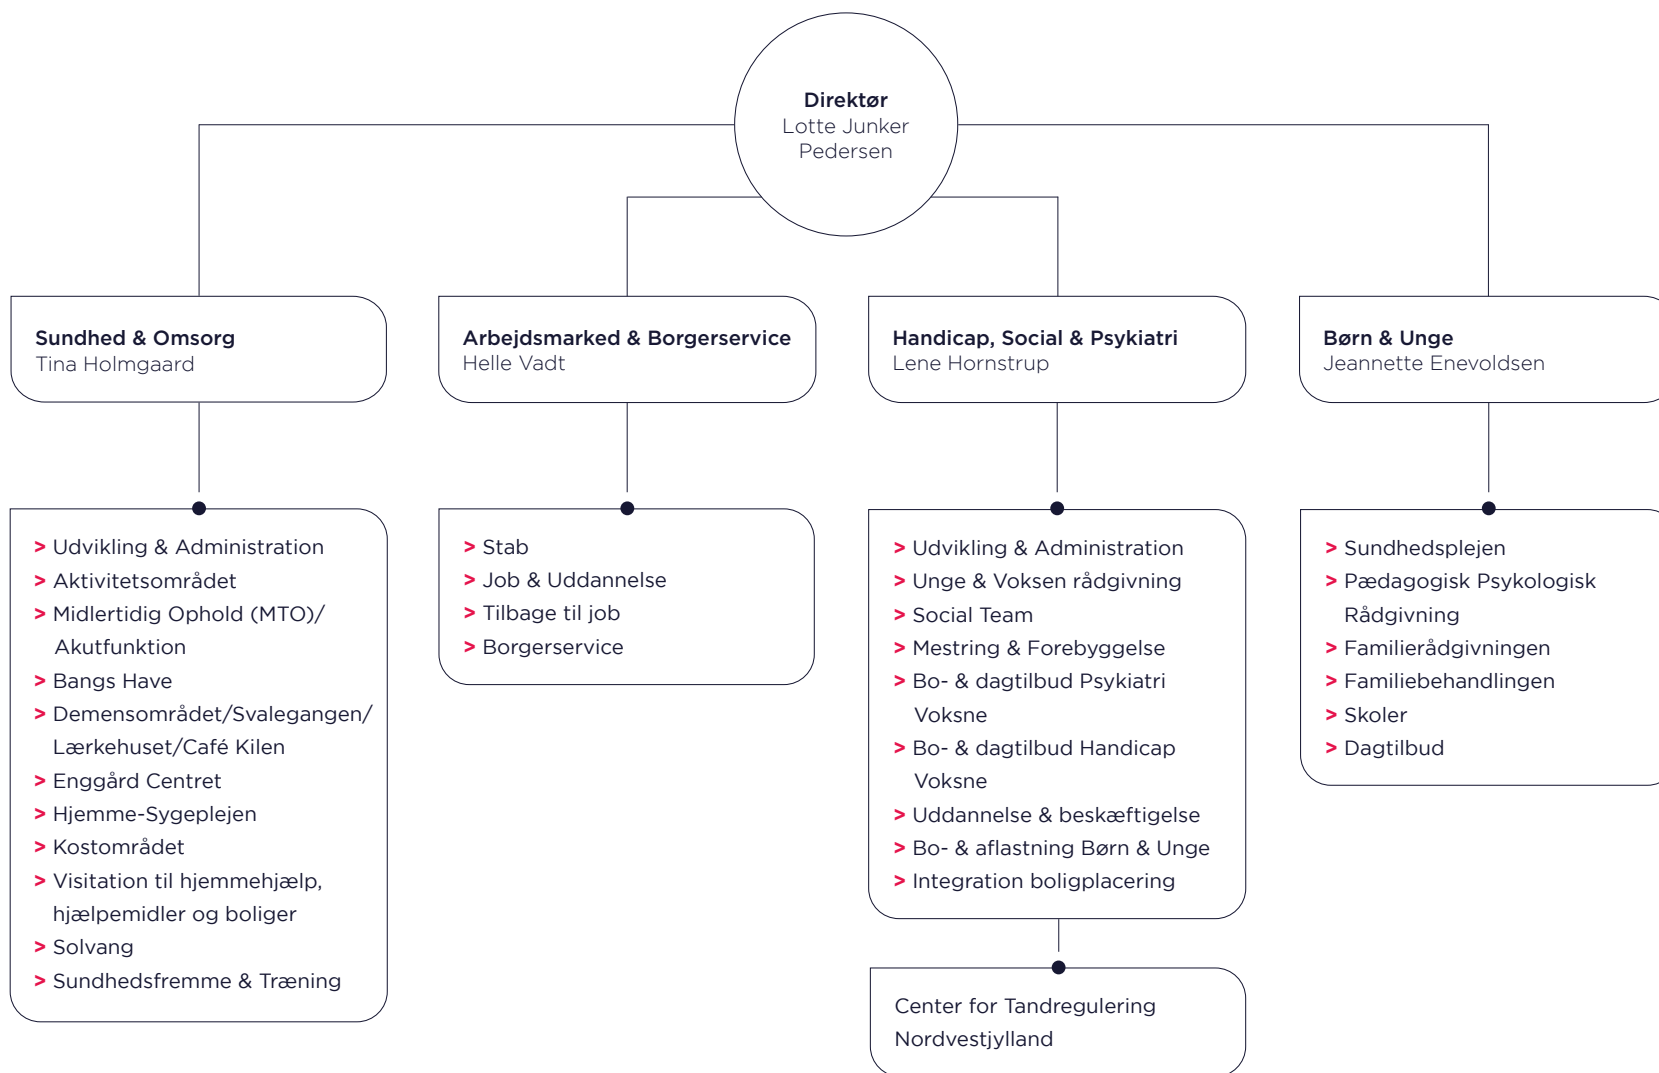 Direktør
Lotte Junker
Pedersen
Sundhed & Omsorg
Tina Holmgaard
Arbejdsmarked & Borgerservice
Helle Vadt
Handicap, Social & Psykiatri
Lene Hornstrup
Børn & Unge
Jeannette Enevoldsen
> Udvikling & Administration
> Aktivitetsområdet
> Midlertidig Ophold (MTO)/
Akutfunktion
> Bangs Have
> Demensområdet/Svalegangen/
Lærkehuset/Café Kilen
> Enggård Centret
> Hjemme-Sygeplejen
> Kostområdet
> Visitation til hjemmehjælp,
hjælpemidler og boliger
> Solvang
> Sundhedsfremme & Træning
> Stab
> Job & Uddannelse
> Tilbage til job
> Borgerservice
> Udvikling & Administration
> Unge & Voksen rådgivning
> Social Team
> Mestring & Forebyggelse
> Bo- & dagtilbud Psykiatri
Voksne
> Bo- & dagtilbud Handicap
Voksne
> Uddannelse & beskæftigelse
> Bo- & aflastning Børn & Unge
> Integration boligplacering
Center for Tandregulering
Nordvestjylland
> Sundhedsplejen
> Pædagogisk Psykologisk
Rådgivning
> Familierådgivningen
> Familiebehandlingen
> Skoler
> Dagtilbud